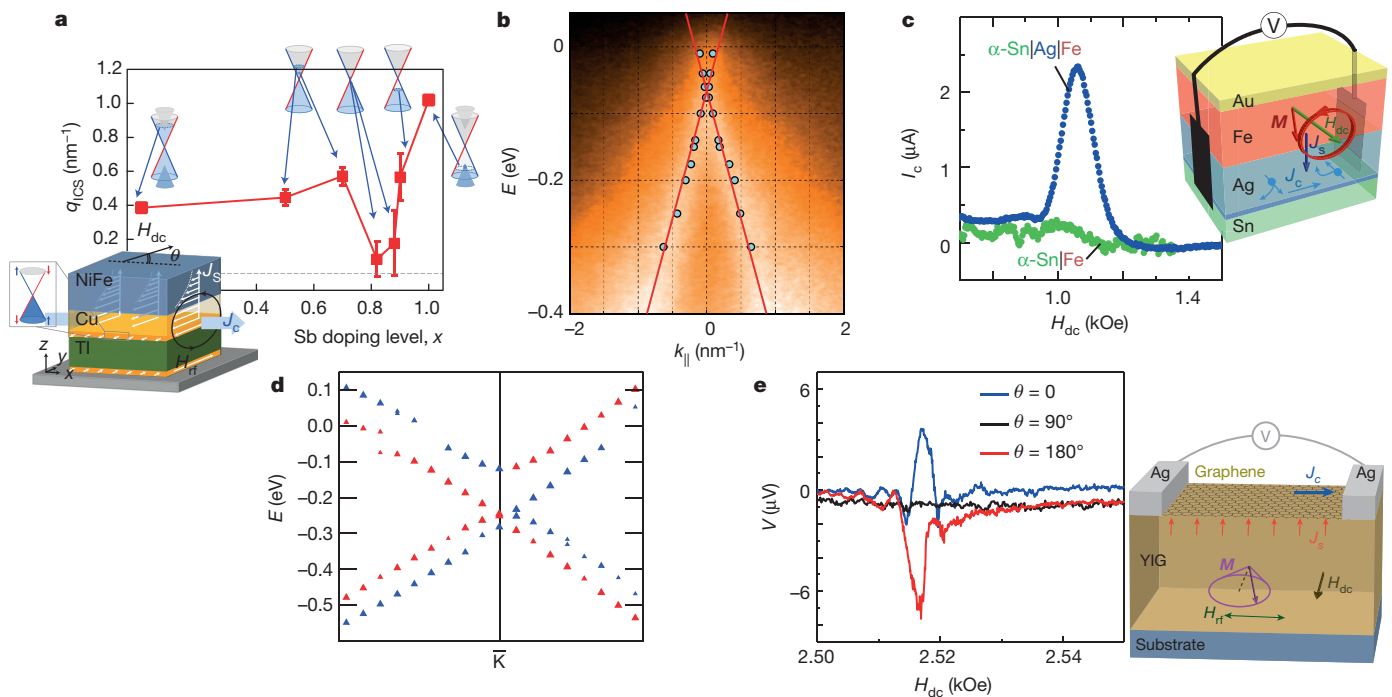 a
q_ICS (nm⁻¹)
1.2
1.0
0.8
0.6
0.4
0.2
0.4
0.6
0.8
1.0
Sb doping level, x
H_dc
θ
NiFe
J_S
Cu
J_c
TI
H_rf
z
y
x
b
E (eV)
0
−0.2
−0.4
−2
0
2
k_|| (nm⁻¹)
c
I_c (µA)
2
1
0
α-Sn|Ag|Fe
α-Sn|Fe
1.0
1.4
H_dc (kOe)
V
Au
Fe
M
H_dc
J_s
Ag
J_c
Sn
d
E (eV)
0.1
0.0
−0.1
−0.2
−0.3
−0.4
−0.5
K̅
e
V (µV)
6
0
−6
θ = 0
θ = 90°
θ = 180°
2.50
2.52
2.54
H_dc (kOe)
V
Ag
Graphene
J_c
Ag
J_s
YIG
M
H_dc
H_rf
Substrate